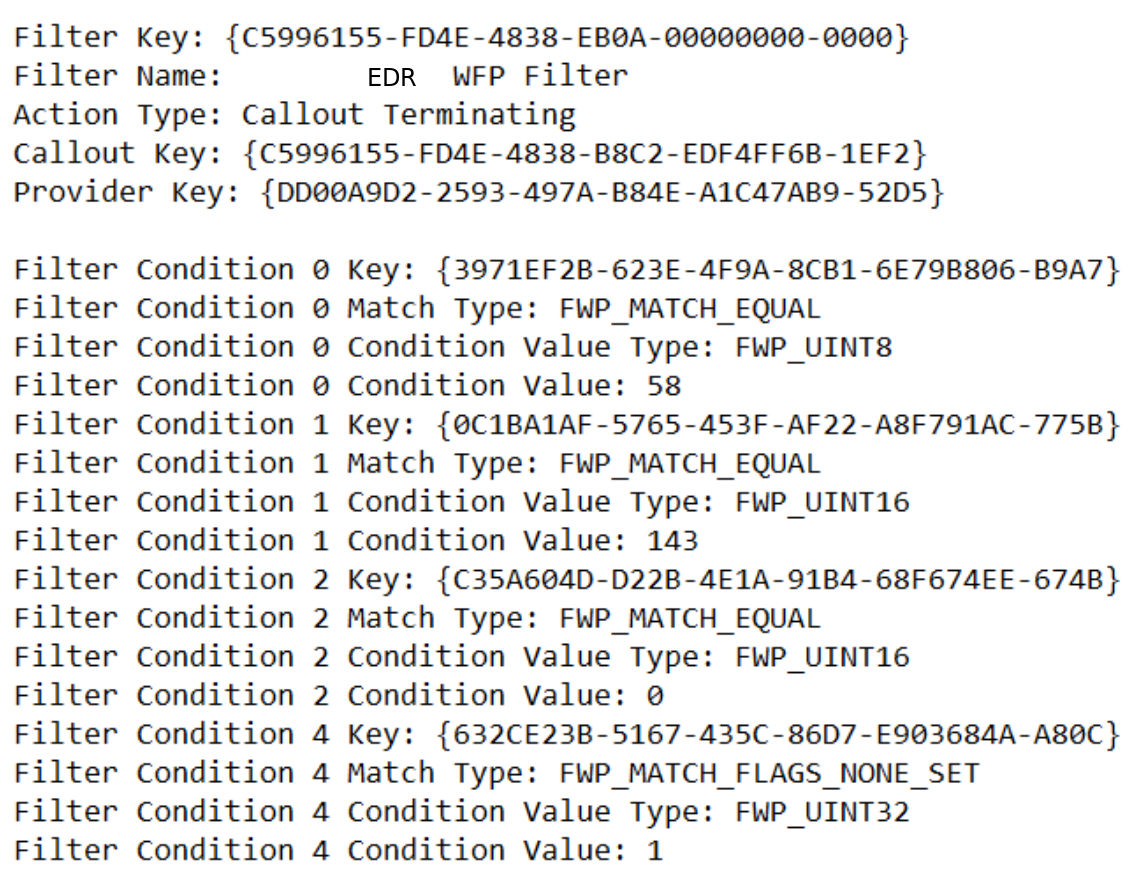 Filter Key: {C5996155-FD4E-4838-EB0A-00000000-0000}
Filter Name: EDR WFP Filter
Action Type: Callout Terminating
Callout Key: {C5996155-FD4E-4838-B8C2-EDF4FF6B-1EF2}
Provider Key: {DD00A9D2-2593-497A-B84E-A1C47AB9-52D5}
Filter Condition 0 Key: {3971EF2B-623E-4F9A-8CB1-6E79B806-B9A7}
Filter Condition 0 Match Type: FWP_MATCH_EQUAL
Filter Condition 0 Condition Value Type: FWP_UINT8
Filter Condition 0 Condition Value: 58
Filter Condition 1 Key: {0C1BA1AF-5765-453F-AF22-A8F791AC-775B}
Filter Condition 1 Match Type: FWP_MATCH_EQUAL
Filter Condition 1 Condition Value Type: FWP_UINT16
Filter Condition 1 Condition Value: 143
Filter Condition 2 Key: {C35A604D-D22B-4E1A-91B4-68F674EE-674B}
Filter Condition 2 Match Type: FWP_MATCH_EQUAL
Filter Condition 2 Condition Value Type: FWP_UINT16
Filter Condition 2 Condition Value: 0
Filter Condition 4 Key: {632CE23B-5167-435C-86D7-E903684A-A80C}
Filter Condition 4 Match Type: FWP_MATCH_FLAGS_NONE_SET
Filter Condition 4 Condition Value Type: FWP_UINT32
Filter Condition 4 Condition Value: 1